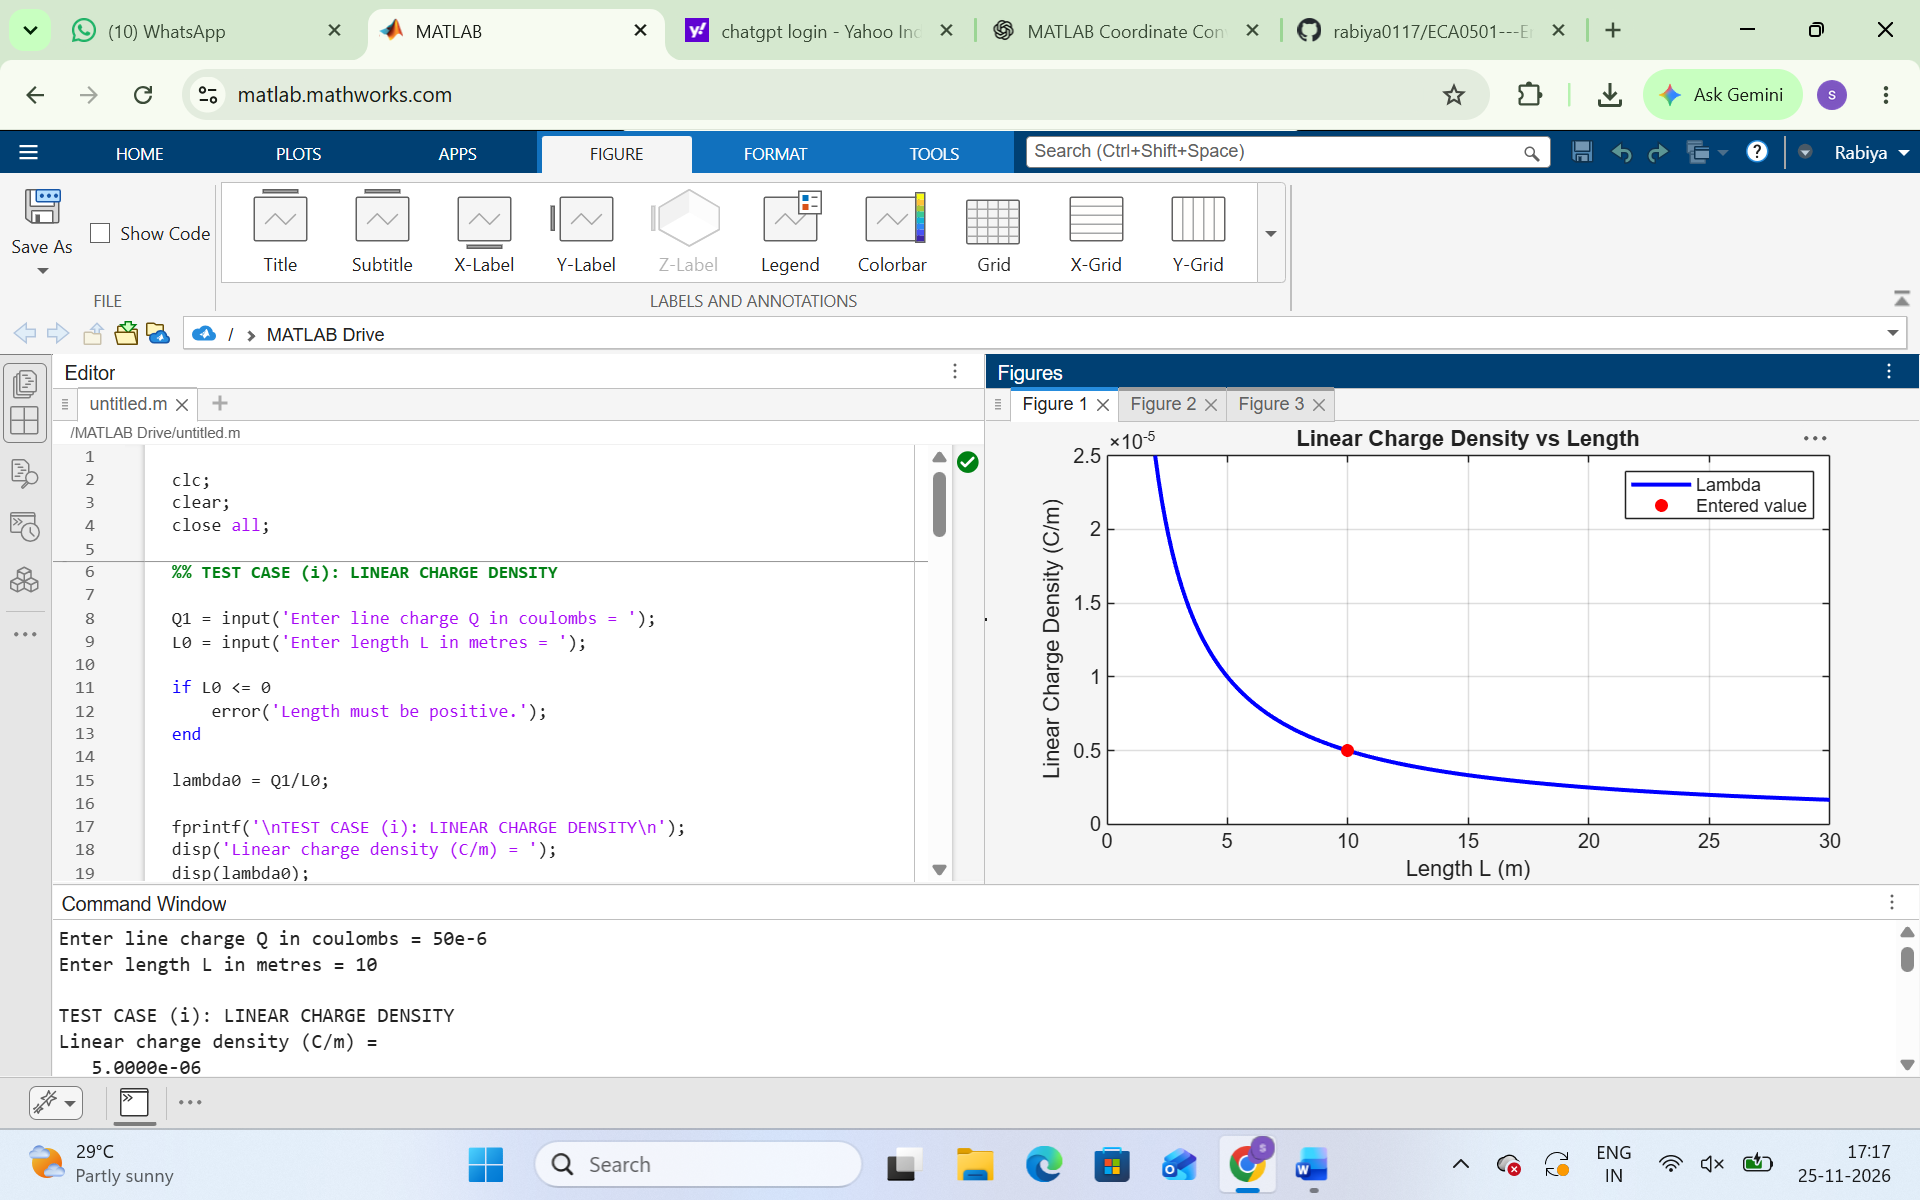 (10) WhatsApp
MATLAB
chatgpt login - Yahoo Inc
MATLAB Coordinate Con
rabiya0117/ECA0501---E
matlab.mathworks.com
Ask Gemini
s
HOME
PLOTS
APPS
FIGURE
FORMAT
TOOLS
Search (Ctrl+Shift+Space)
Rabiya
Save As
Show Code
FILE
Title
Subtitle
X-Label
Y-Label
Z-Label
Legend
Colorbar
Grid
X-Grid
Y-Grid
LABELS AND ANNOTATIONS
/ › MATLAB Drive
Editor
untitled.m
/MATLAB Drive/untitled.m
1
2 clc;
3 clear;
4 close all;
5
6 %% TEST CASE (i): LINEAR CHARGE DENSITY
7
8 Q1 = input('Enter line charge Q in coulombs = ');
9 L0 = input('Enter length L in metres = ');
10
11 if L0 <= 0
12 error('Length must be positive.');
13 end
14
15 lambda0 = Q1/L0;
16
17 fprintf('\nTEST CASE (i): LINEAR CHARGE DENSITY\n');
18 disp('Linear charge density (C/m) = ');
19 disp(lambda0);
Figures
Figure 1
Figure 2
Figure 3
Linear Charge Density vs Length
×10-5
2.5
2
1.5
1
0.5
0
Linear Charge Density (C/m)
Lambda
Entered value
0 5 10 15 20 25 30
Length L (m)
Command Window
Enter line charge Q in coulombs = 50e-6
Enter length L in metres = 10
TEST CASE (i): LINEAR CHARGE DENSITY
Linear charge density (C/m) =
5.0000e-06
29°C
Partly sunny
Search
ENG
IN
17:17
25-11-2026